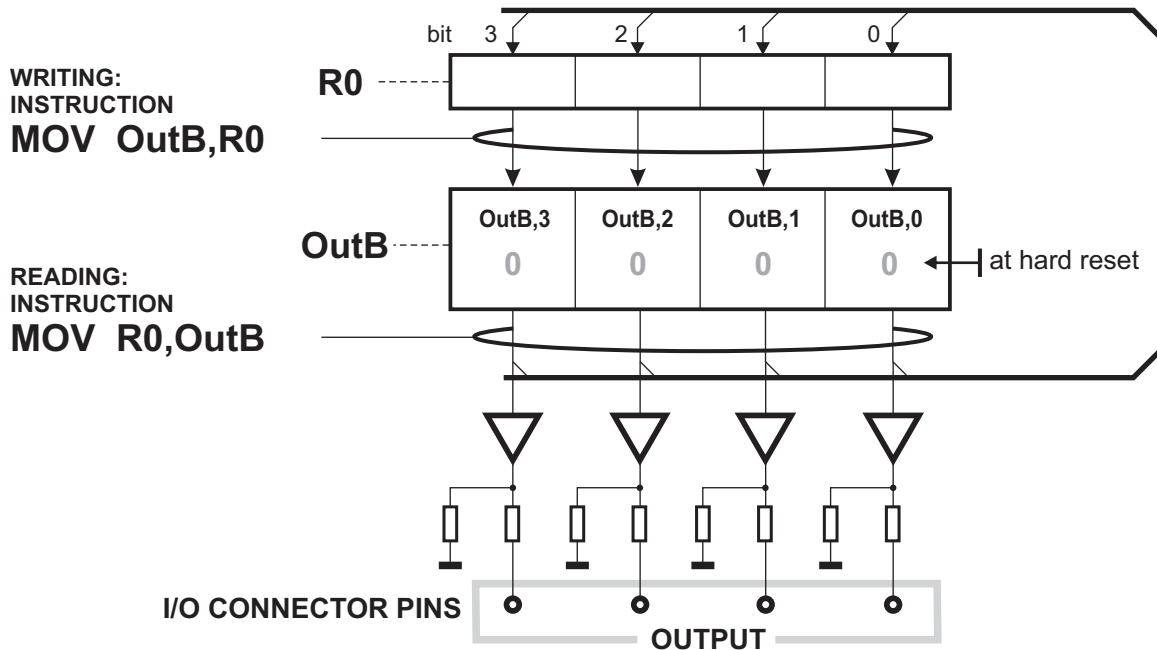 bit 3 2 1 0
WRITING:
INSTRUCTION
MOV OutB,R0
R0
OutB,3 OutB,2 OutB,1 OutB,0
OutB
0 0 0 0
at hard reset
READING:
INSTRUCTION
MOV R0,OutB
I/O CONNECTOR PINS
OUTPUT